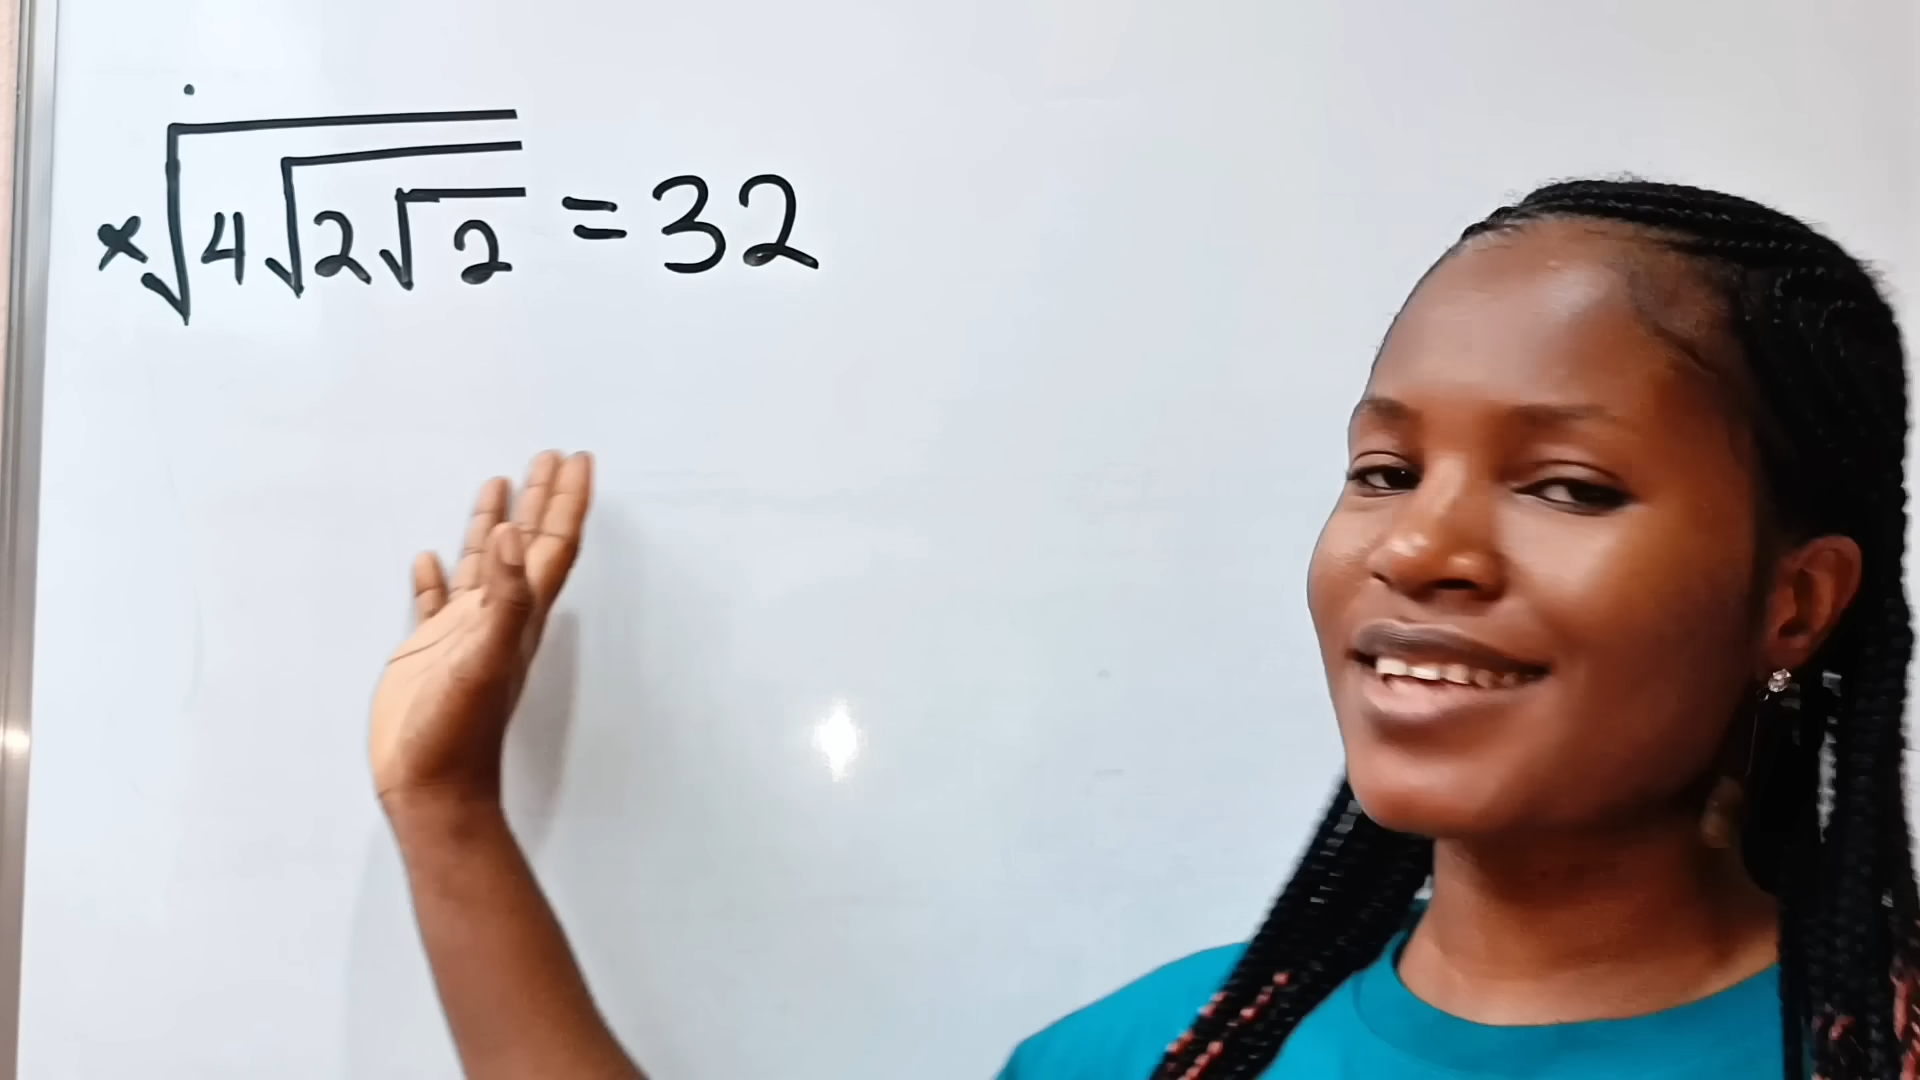 ˣ√(4√(2√2)) = 32